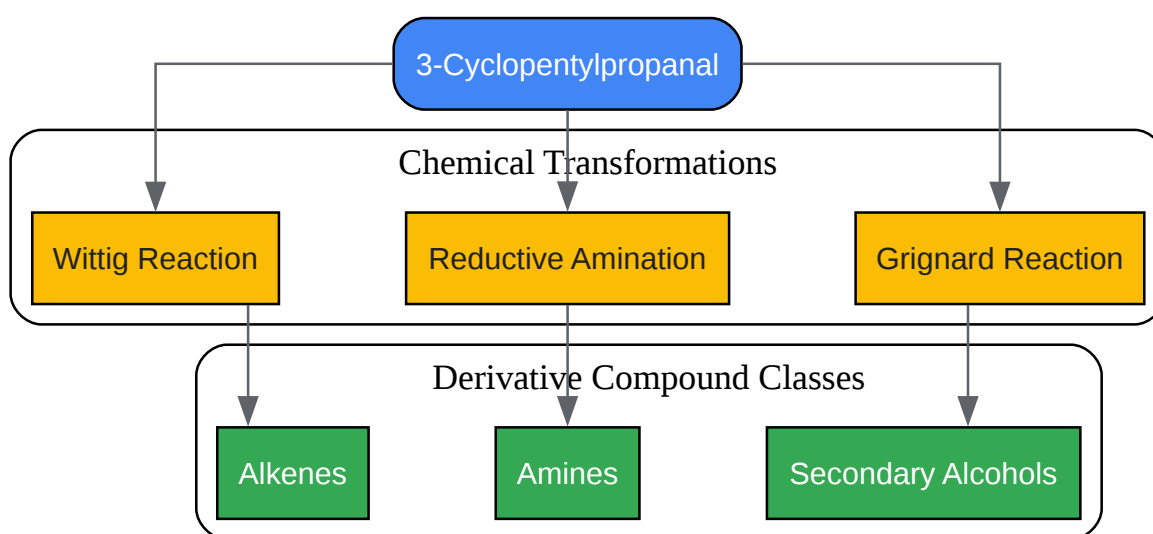 3-Cyclopentylpropanal
Chemical Transformations
Wittig Reaction
Reductive Amination
Grignard Reaction
Derivative Compound Classes
Alkenes
Amines
Secondary Alcohols